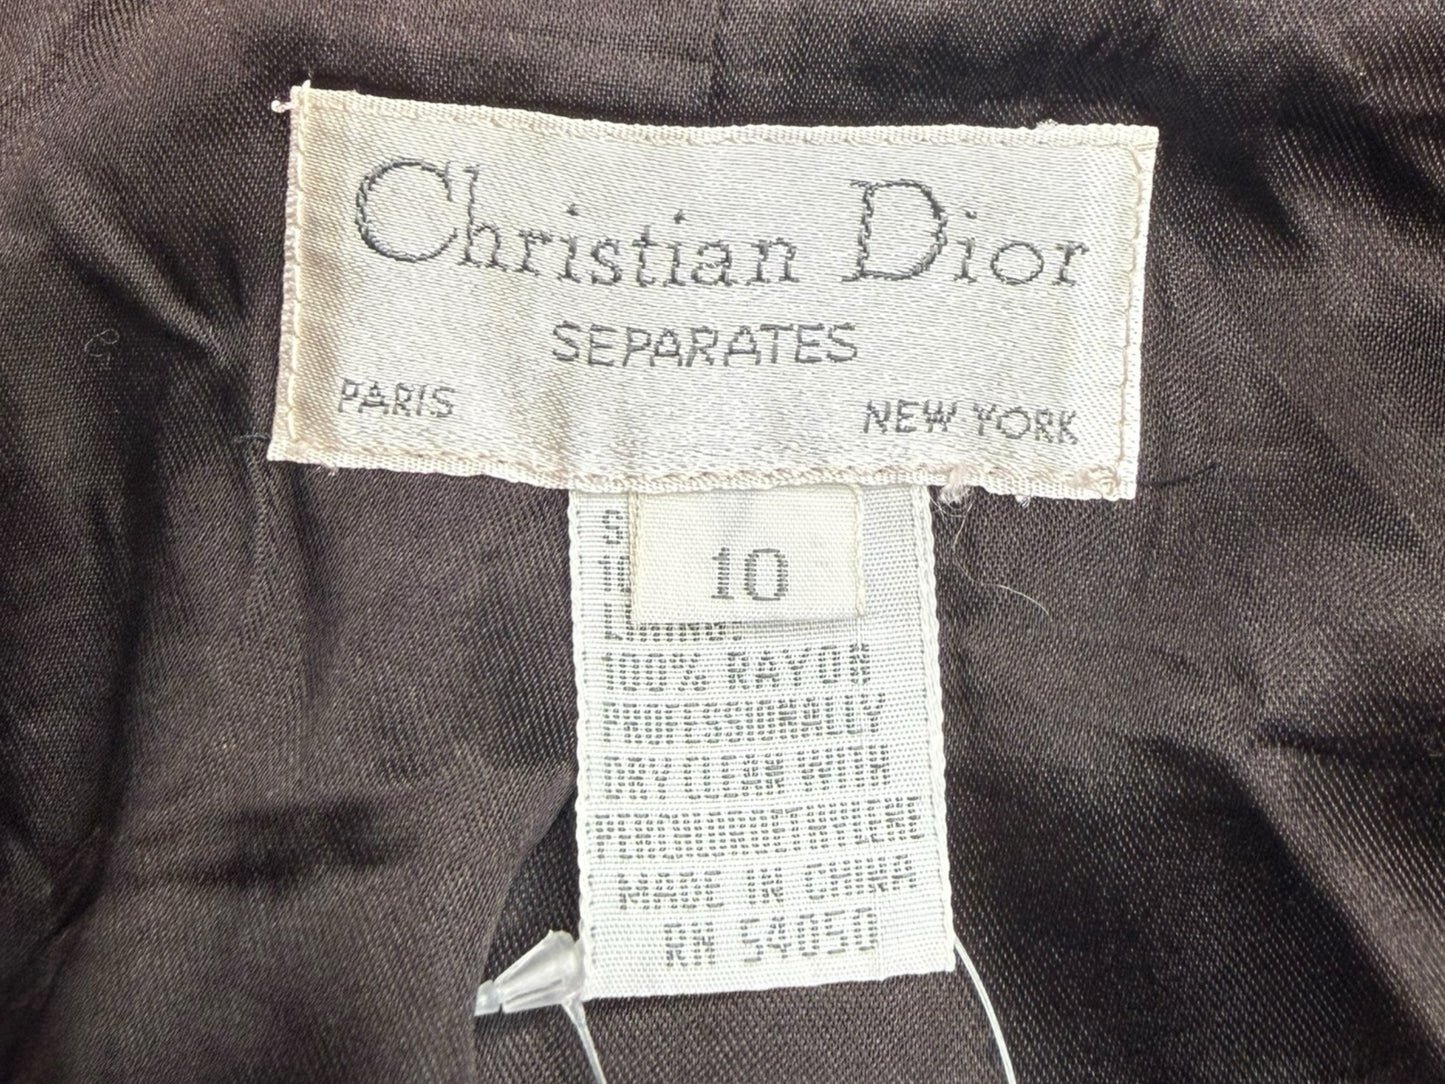 Christian Dior
SEPARATES
PARIS NEW YORK
10
LINING:
100% RAYON
PROFESSIONALLY
DRY CLEAN WITH
PERCHLOROETHYLENE
MADE IN CHINA
RN 54050